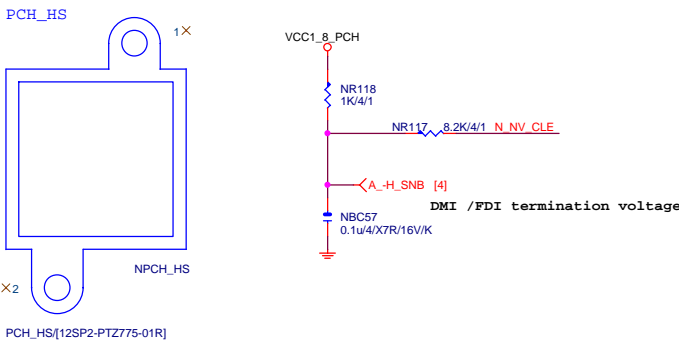 PCH_HS
1
VCC1_8_PCH
NR118
1K/4/1
NR117 8.2K/4/1 N_NV_CLE
A_-H_SNB [4]
DMI /FDI termination voltage
NBC57
0.1u/4/X7R/16V/K
NPCH_HS
2
PCH_HS/[12SP2-PTZ775-01R]